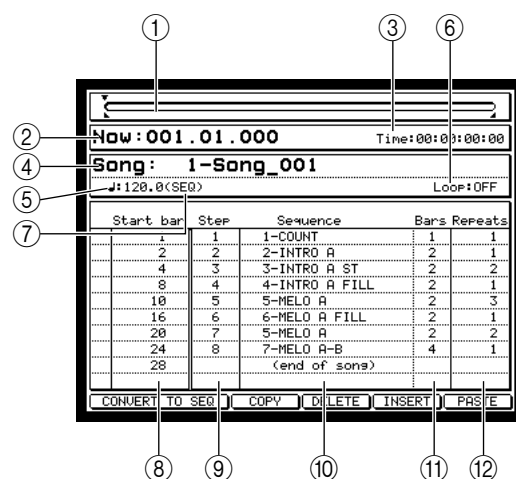 ① ③ ⑥
② Now:001.01.000 Time:00:00:00:00
④ Song: 1-Song_001
⑤ ♩:120.0(SEQ) Loop:OFF
⑦
Start bar Step Sequence Bars Repeats
1 1 1-COUNT 1 1
2 2 2-INTRO A 2 1
4 3 3-INTRO A ST 2 2
8 4 4-INTRO A FILL 2 1
10 5 5-MELO A 2 3
16 6 6-MELO A FILL 2 1
20 7 5-MELO A 2 2
24 8 7-MELO A-B 4 1
28 (end of song)
CONVERT TO SEQ COPY DELETE INSERT PASTE
⑧ ⑨ ⑩ ⑪ ⑫